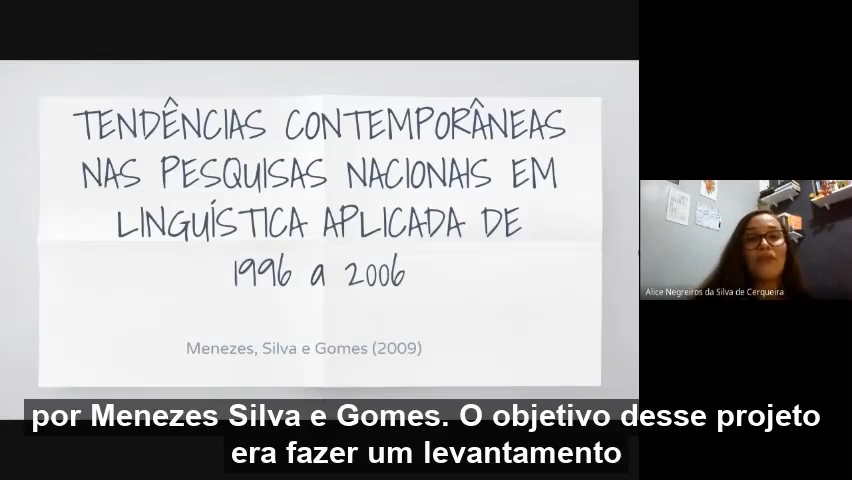 TENDÊNCIAS CONTEMPORÂNEAS
NAS PESQUISAS NACIONAIS EM
LINGUÍSTICA APLICADA DE
1996 a 2006
Menezes, Silva e Gomes (2009)
Alice Negreiros da Silva de Cerqueira
por Menezes Silva e Gomes. O objetivo desse projeto
era fazer um levantamento